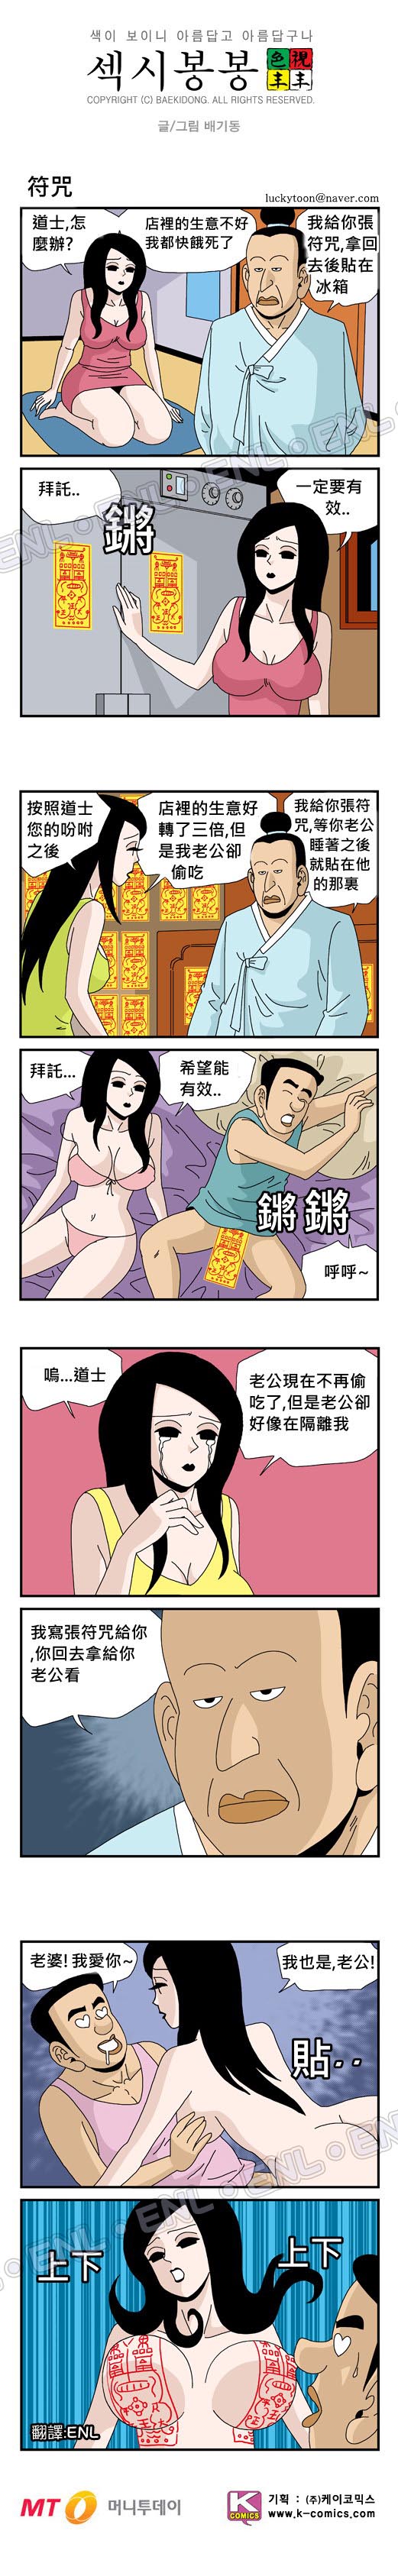 색이 보이니 아름답고 아름답구나
섹시봉봉
色視
主主
COPYRIGHT (C) BAEKIDONG. ALL RIGHTS RESERVED.
글/그림 배기동
符咒
luckytoon@naver.com
道士,怎
麼辦?
店裡的生意不好
我都快餓死了
我給你張
符咒,拿回
去後貼在
冰箱
拜託..
鏘
一定要有
效..
按照道士
您的吩咐
之後
店裡的生意好
轉了三倍,但
是我老公卻
偷吃
我給你張符
咒,等你老公
睡著之後
就貼在他
的那裏
拜託...
希望能
有效..
鏘 鏘
呼呼~
嗚...道士
老公現在不再偷
吃了,但是老公卻
好像在隔離我
我寫張符咒給你
,你回去拿給你
老公看
老婆!我愛你~
我也是,老公!
貼..
上下
上下
翻譯:ENL
MT 머니투데이
K COMICS
기획 : (주)케이코믹스
www.k-comics.com